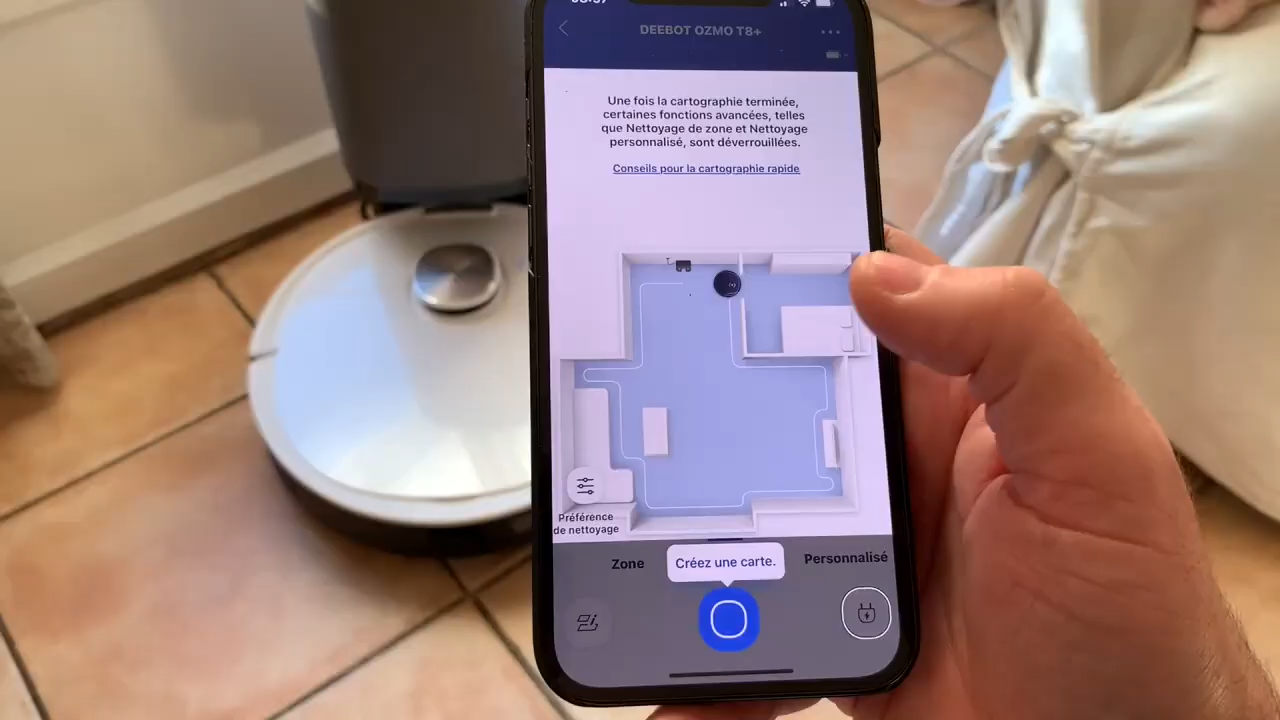 DEEBOT OZMO T8+
Une fois la cartographie terminée,
certaines fonctions avancées, telles
que Nettoyage de zone et Nettoyage
personnalisé, sont déverrouillées.
Conseils pour la cartographie rapide
Préférence
de nettoyage
Zone
Créez une carte.
Personnalisé